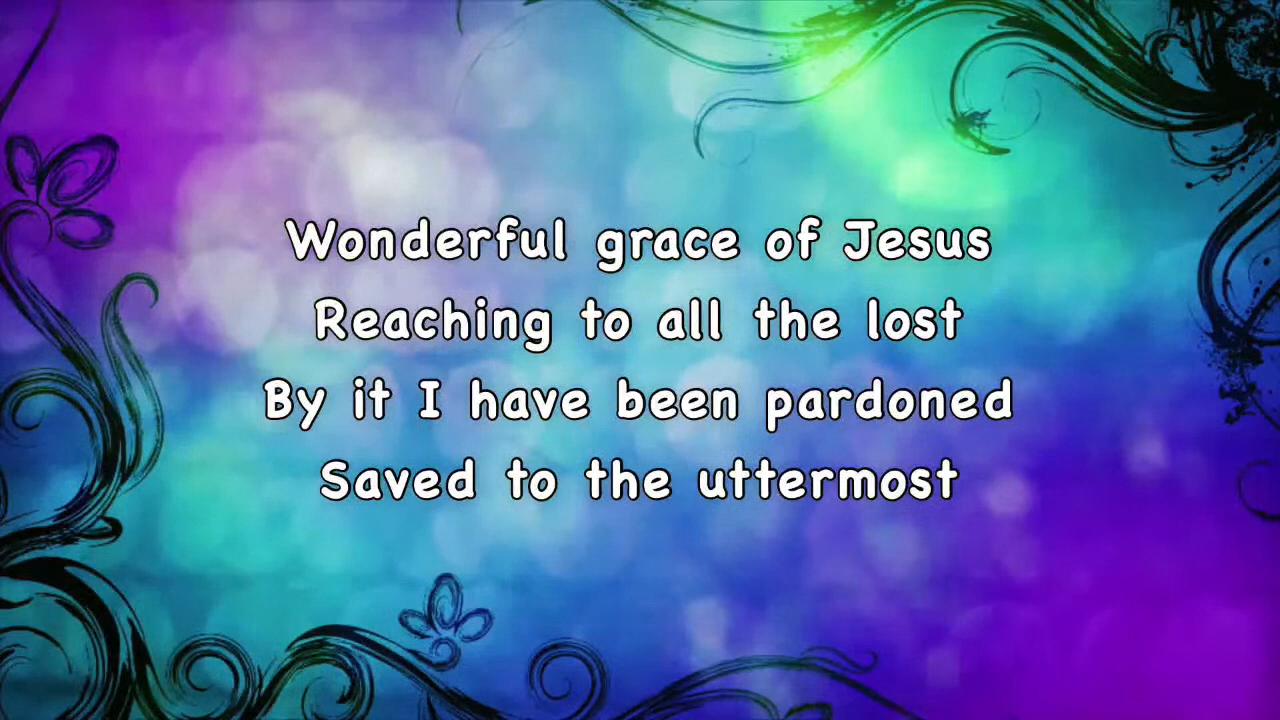 Wonderful grace of Jesus
Reaching to all the lost
By it I have been pardoned
Saved to the uttermost